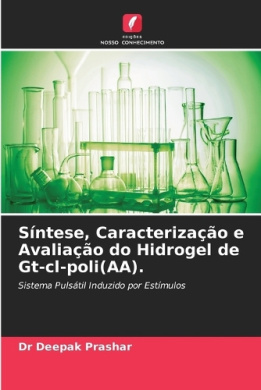 edições
NOSSO CONHECIMENTO
Síntese, Caracterização e
Avaliação do Hidrogel de
Gt-cl-poli(AA).
Sistema Pulsátil Induzido por Estímulos
Dr Deepak Prashar